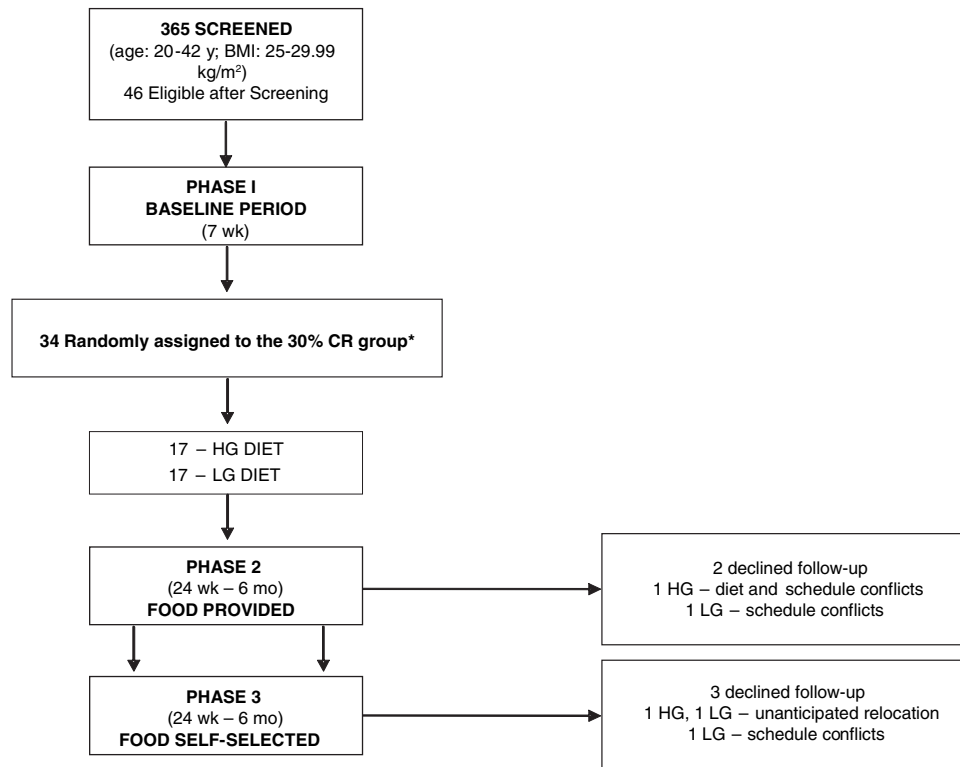 365 SCREENED
(age: 20-42 y; BMI: 25-29.99
kg/m²)
46 Eligible after Screening
PHASE I
BASELINE PERIOD
(7 wk)
34 Randomly assigned to the 30% CR group*
17 – HG DIET
17 – LG DIET
PHASE 2
(24 wk – 6 mo)
FOOD PROVIDED
2 declined follow-up
1 HG – diet and schedule conflicts
1 LG – schedule conflicts
PHASE 3
(24 wk – 6 mo)
FOOD SELF-SELECTED
3 declined follow-up
1 HG, 1 LG – unanticipated relocation
1 LG – schedule conflicts